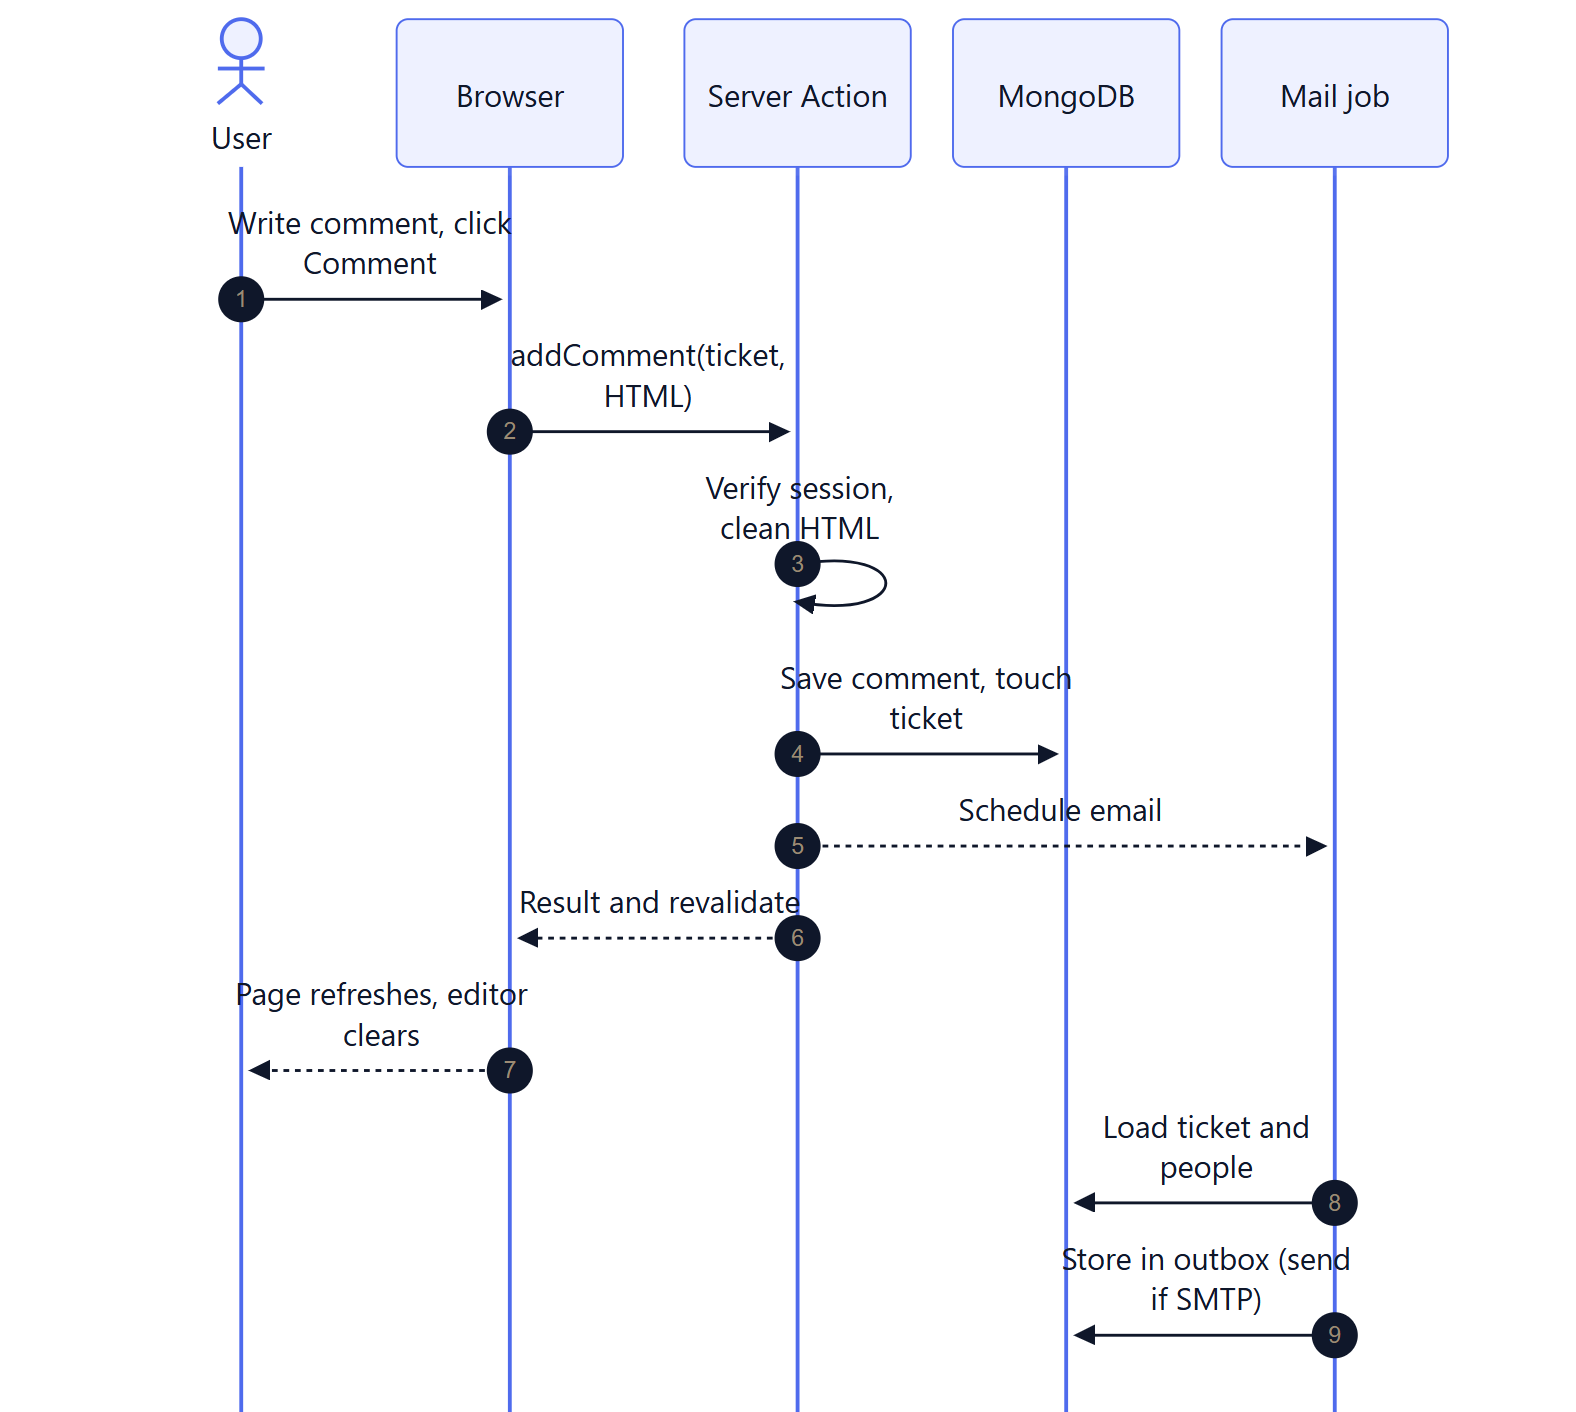 User
Browser
Server Action
MongoDB
Mail job
Write comment, click
Comment
1
addComment(ticket,
HTML)
2
Verify session,
clean HTML
3
Save comment, touch
ticket
4
Schedule email
5
Result and revalidate
6
Page refreshes, editor
clears
7
Load ticket and
people
8
Store in outbox (send
if SMTP)
9